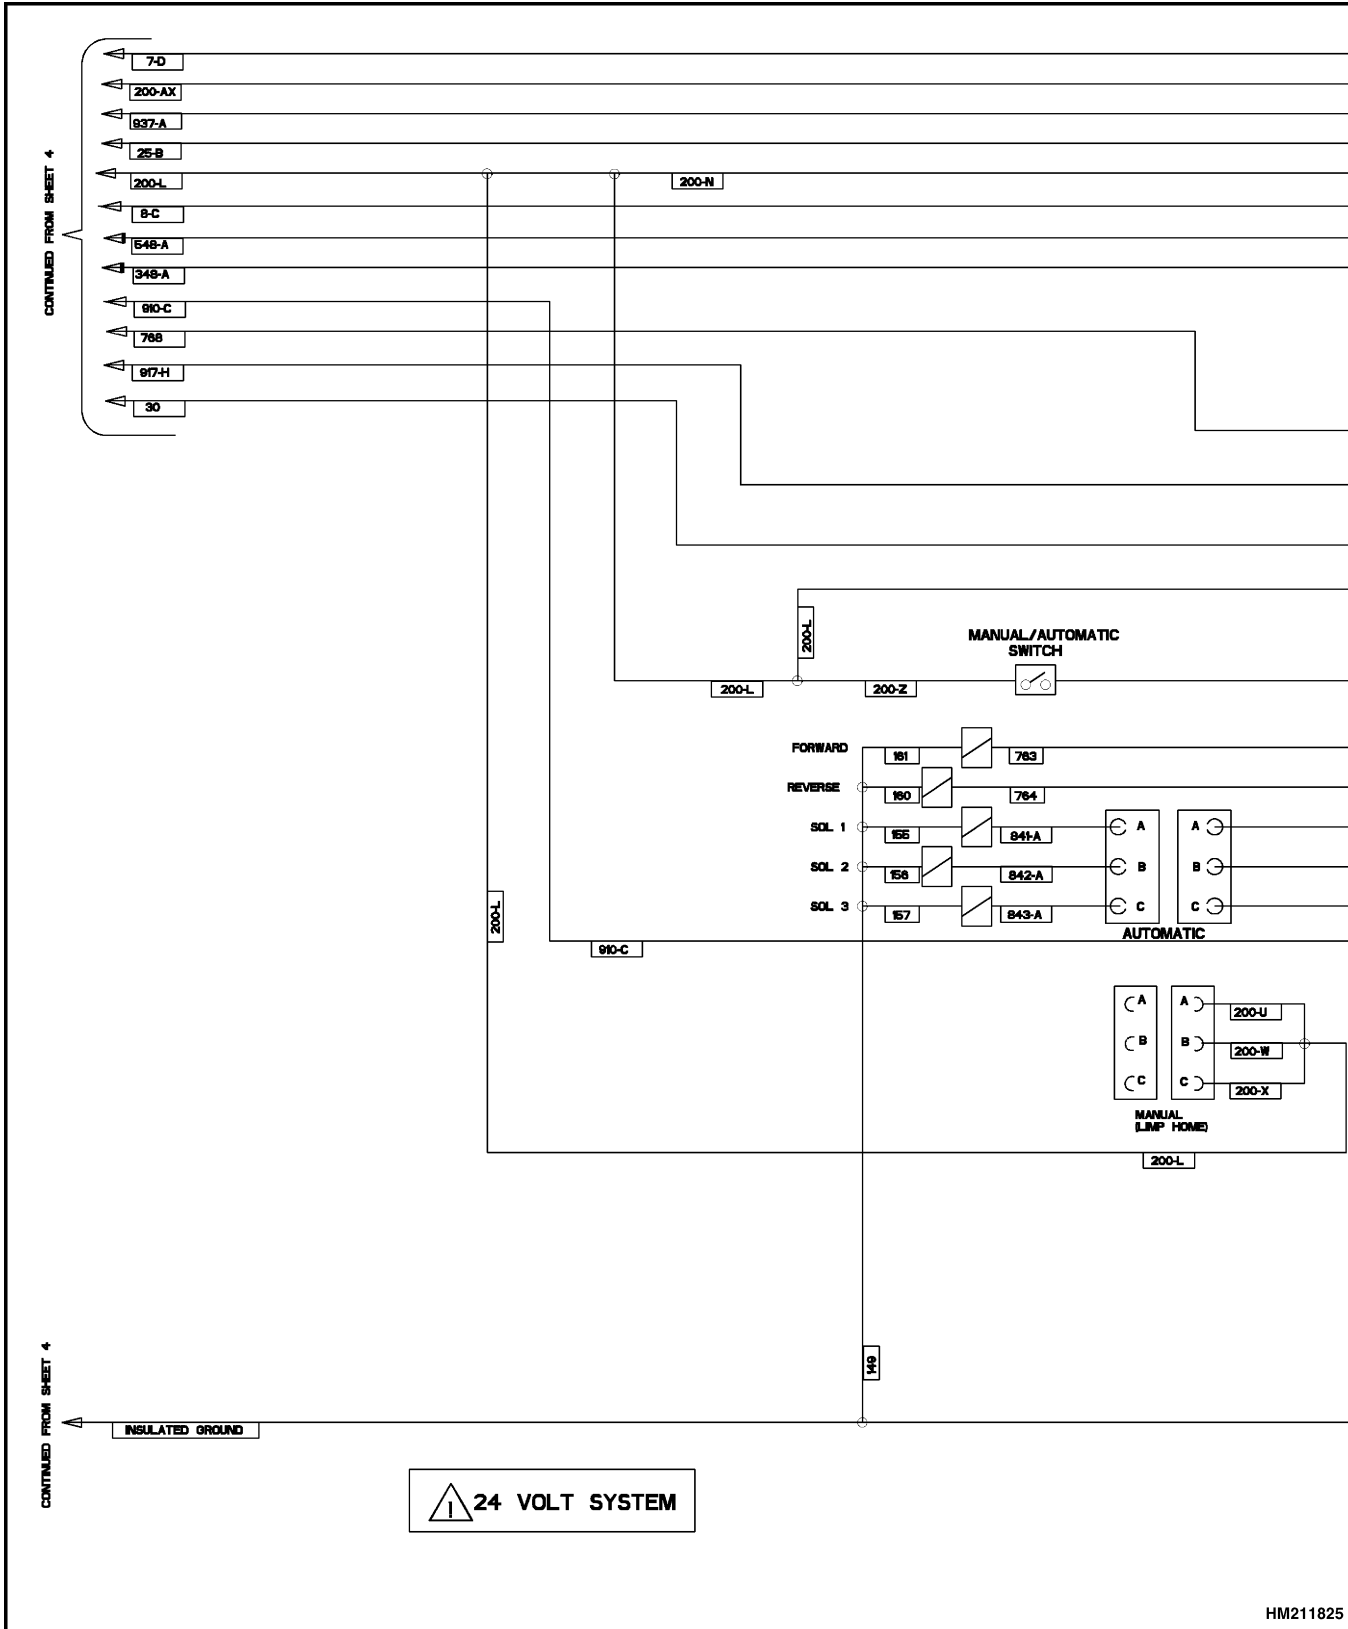 CONTINUED FROM SHEET 4
7-D
200-AX
937-A
25-B
200-L
200-N
8-C
548-A
348-A
910-C
768
917-H
30
200-L
MANUAL/AUTOMATIC
SWITCH
200-L
200-Z
FORWARD
161
763
REVERSE
160
764
SOL 1
155
841-A
A
A
SOL 2
156
842-A
B
B
SOL 3
157
843-A
C
C
AUTOMATIC
200-L
910-C
A
A
200-U
B
B
200-W
C
C
200-X
MANUAL
(LIMP HOME)
200-L
149
CONTINUED FROM SHEET 4
INSULATED GROUND
! 24 VOLT SYSTEM
HM211825